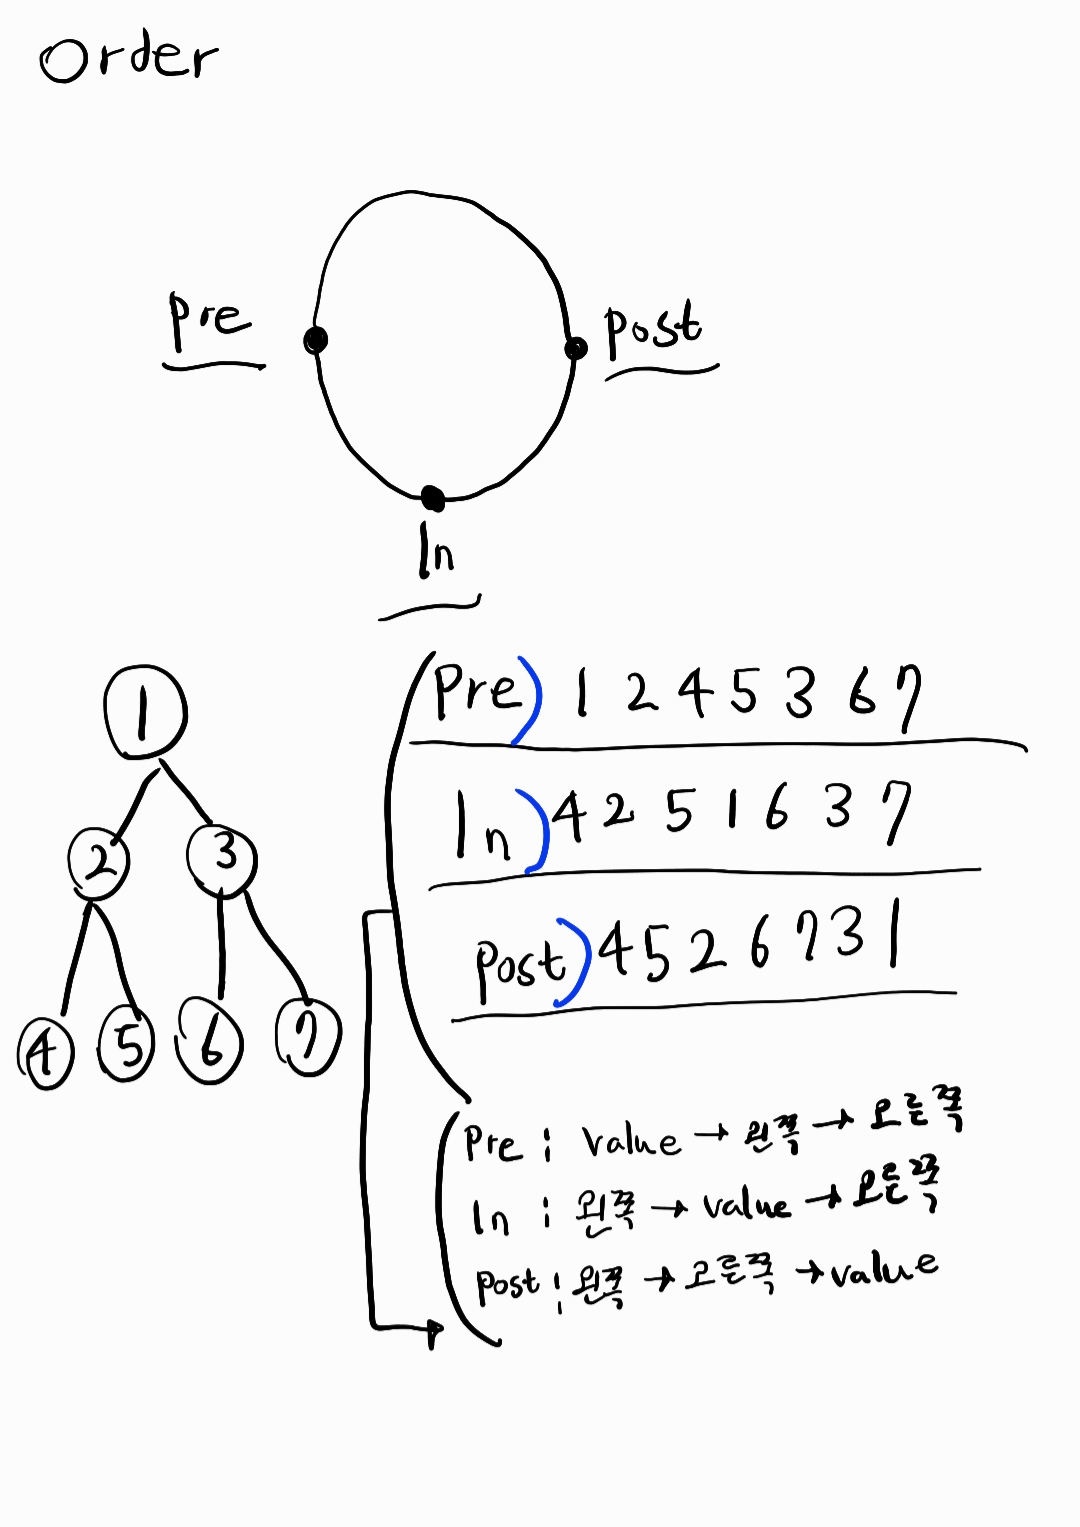 Order
Pre
Post
In
Pre) 1 2 4 5 3 6 7
In) 4 2 5 1 6 3 7
Post) 4 5 2 6 7 3 1
1
2 3
4 5 6 7
Pre : Value →왼쪽 → 오른쪽
In : 왼쪽 → value → 오른쪽
Post : 왼쪽 → 오른쪽 → value